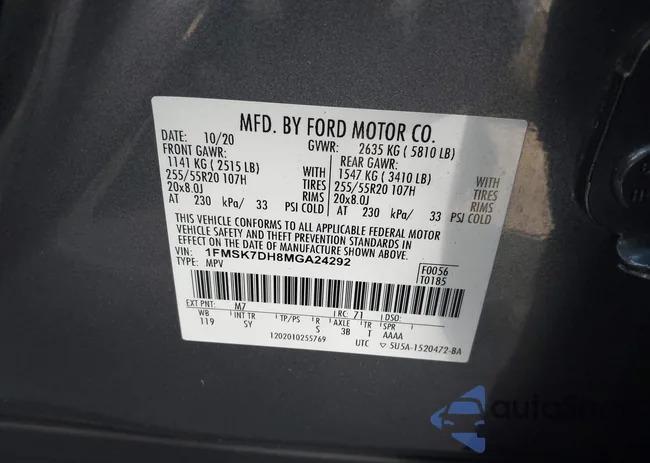 MFD. BY FORD MOTOR CO.
DATE: 10/20 GVWR: 2635 KG ( 5810 LB)
FRONT GAWR: REAR GAWR:
1141 KG ( 2515 LB) WITH 1547 KG ( 3410 LB) WITH
255/55R20 107H TIRES 255/55R20 107H TIRES
20x8.0J RIMS 20x8.0J RIMS
AT 230 kPa/ 33 PSI COLD AT 230 kPa/ 33 PSI COLD
THIS VEHICLE CONFORMS TO ALL APPLICABLE FEDERAL MOTOR
VEHICLE SAFETY AND THEFT PREVENTION STANDARDS IN
EFFECT ON THE DATE OF MANUFACTURE SHOWN ABOVE.
VIN: 1FMSK7DH8MGA24292 F0056
TYPE: MPV T0185
EXT PNT: M7 RC: 71 DSO:
WB INT TR TP/PS R AXLE TR SPR
119 SY S 3B T AAAA
1202010255769 UTC ▽ 5U5A-1520472-BA